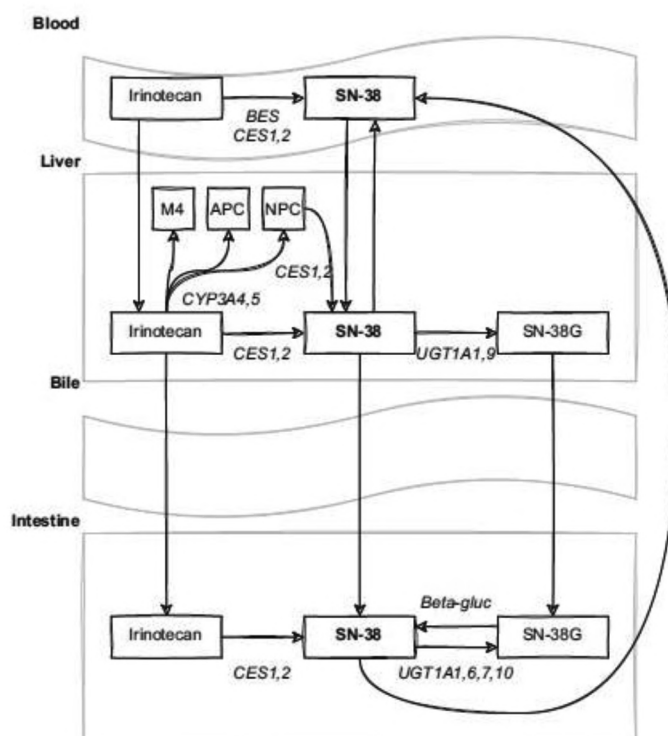 Blood
Irinotecan
SN-38
BES
CES1,2
Liver
M4
APC
NPC
CES1,2
CYP3A4,5
Irinotecan
SN-38
SN-38G
CES1,2
UGT1A1,9
Bile
Intestine
Beta-gluc
Irinotecan
SN-38
SN-38G
CES1,2
UGT1A1,6,7,10